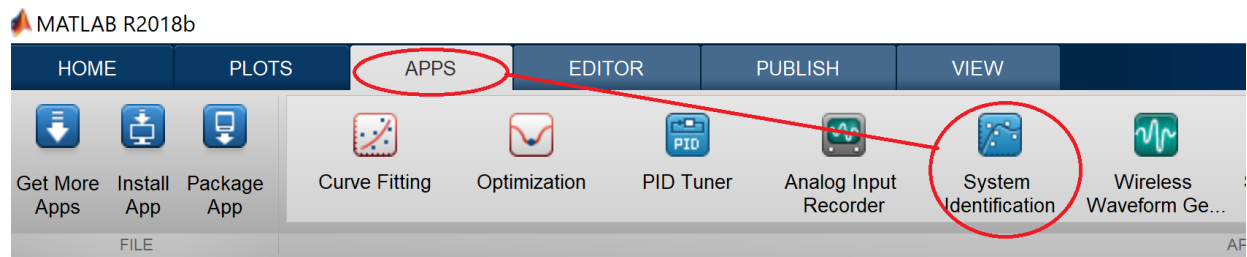 MATLAB R2018b
HOME PLOTS APPS EDITOR PUBLISH VIEW
PID
Get More Install Package Curve Fitting Optimization PID Tuner Analog Input System Wireless
Apps App App Recorder Identification Waveform Ge...
FILE